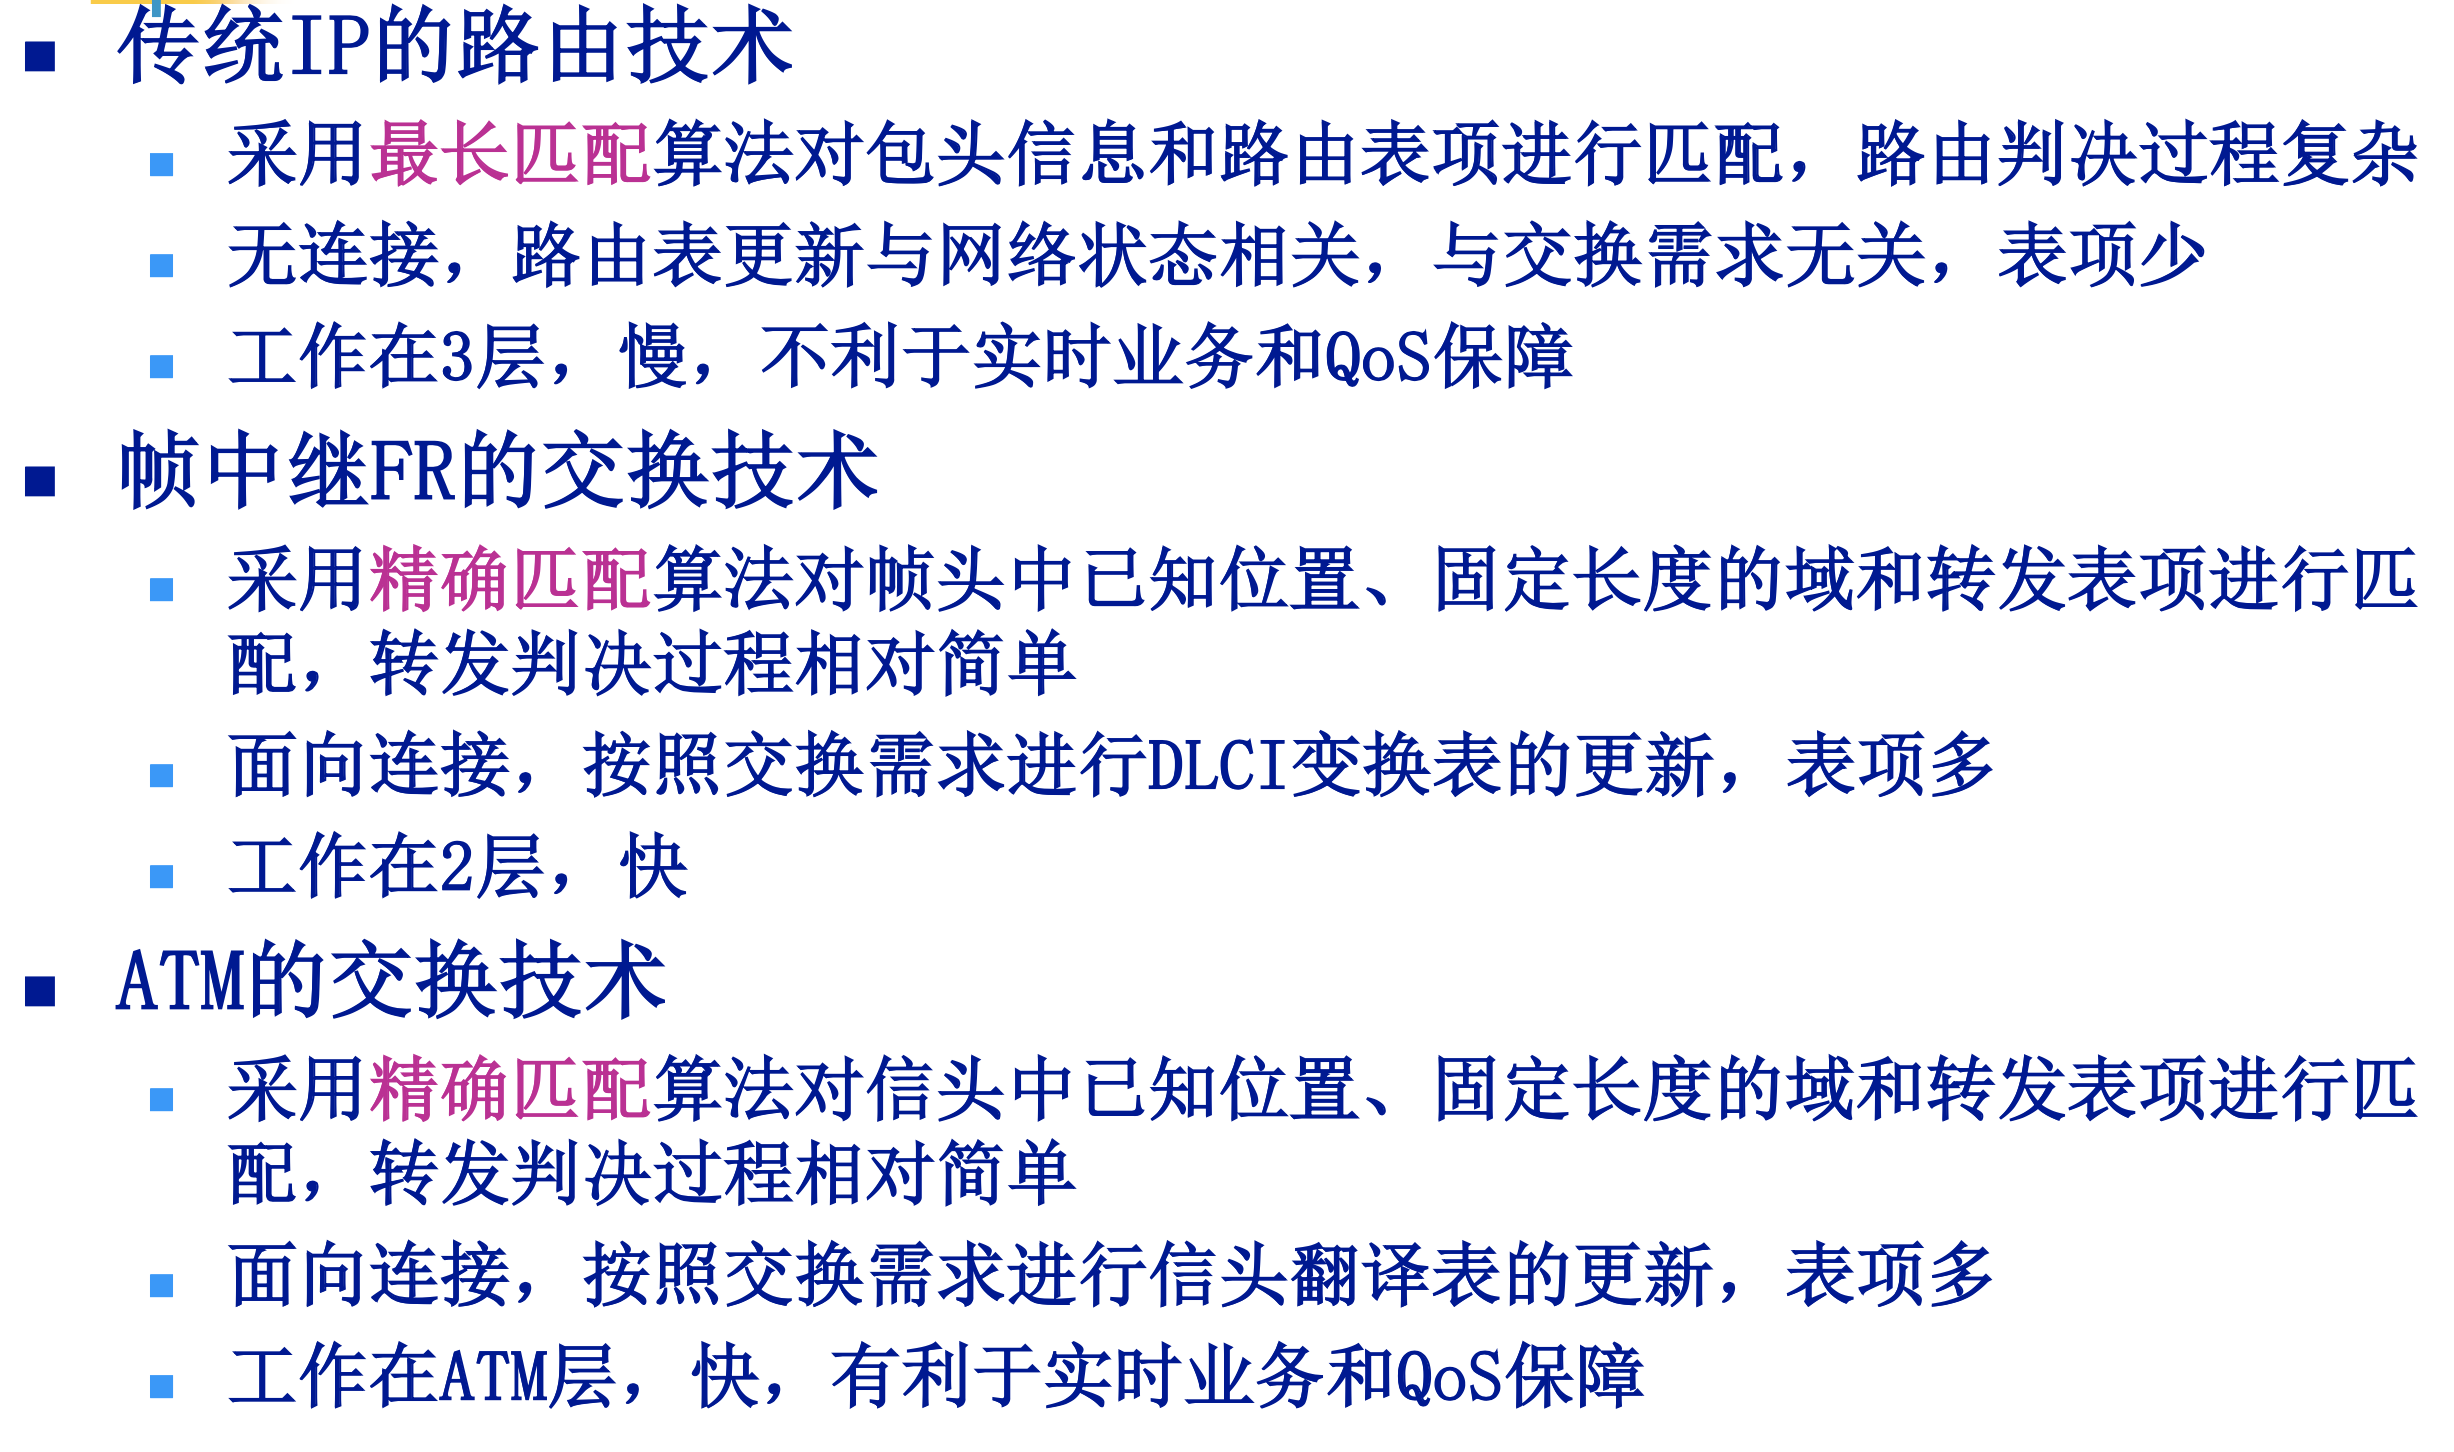 传统IP的路由技术
采用最长匹配算法对包头信息和路由表项进行匹配，路由判决过程复杂
无连接，路由表更新与网络状态相关，与交换需求无关，表项少
工作在3层，慢，不利于实时业务和QoS保障
帧中继FR的交换技术
采用精确匹配算法对帧头中已知位置、固定长度的域和转发表项进行匹
配，转发判决过程相对简单
面向连接，按照交换需求进行DLCI变换表的更新，表项多
工作在2层，快
ATM的交换技术
采用精确匹配算法对信头中已知位置、固定长度的域和转发表项进行匹
配，转发判决过程相对简单
面向连接，按照交换需求进行信头翻译表的更新，表项多
工作在ATM层，快，有利于实时业务和QoS保障